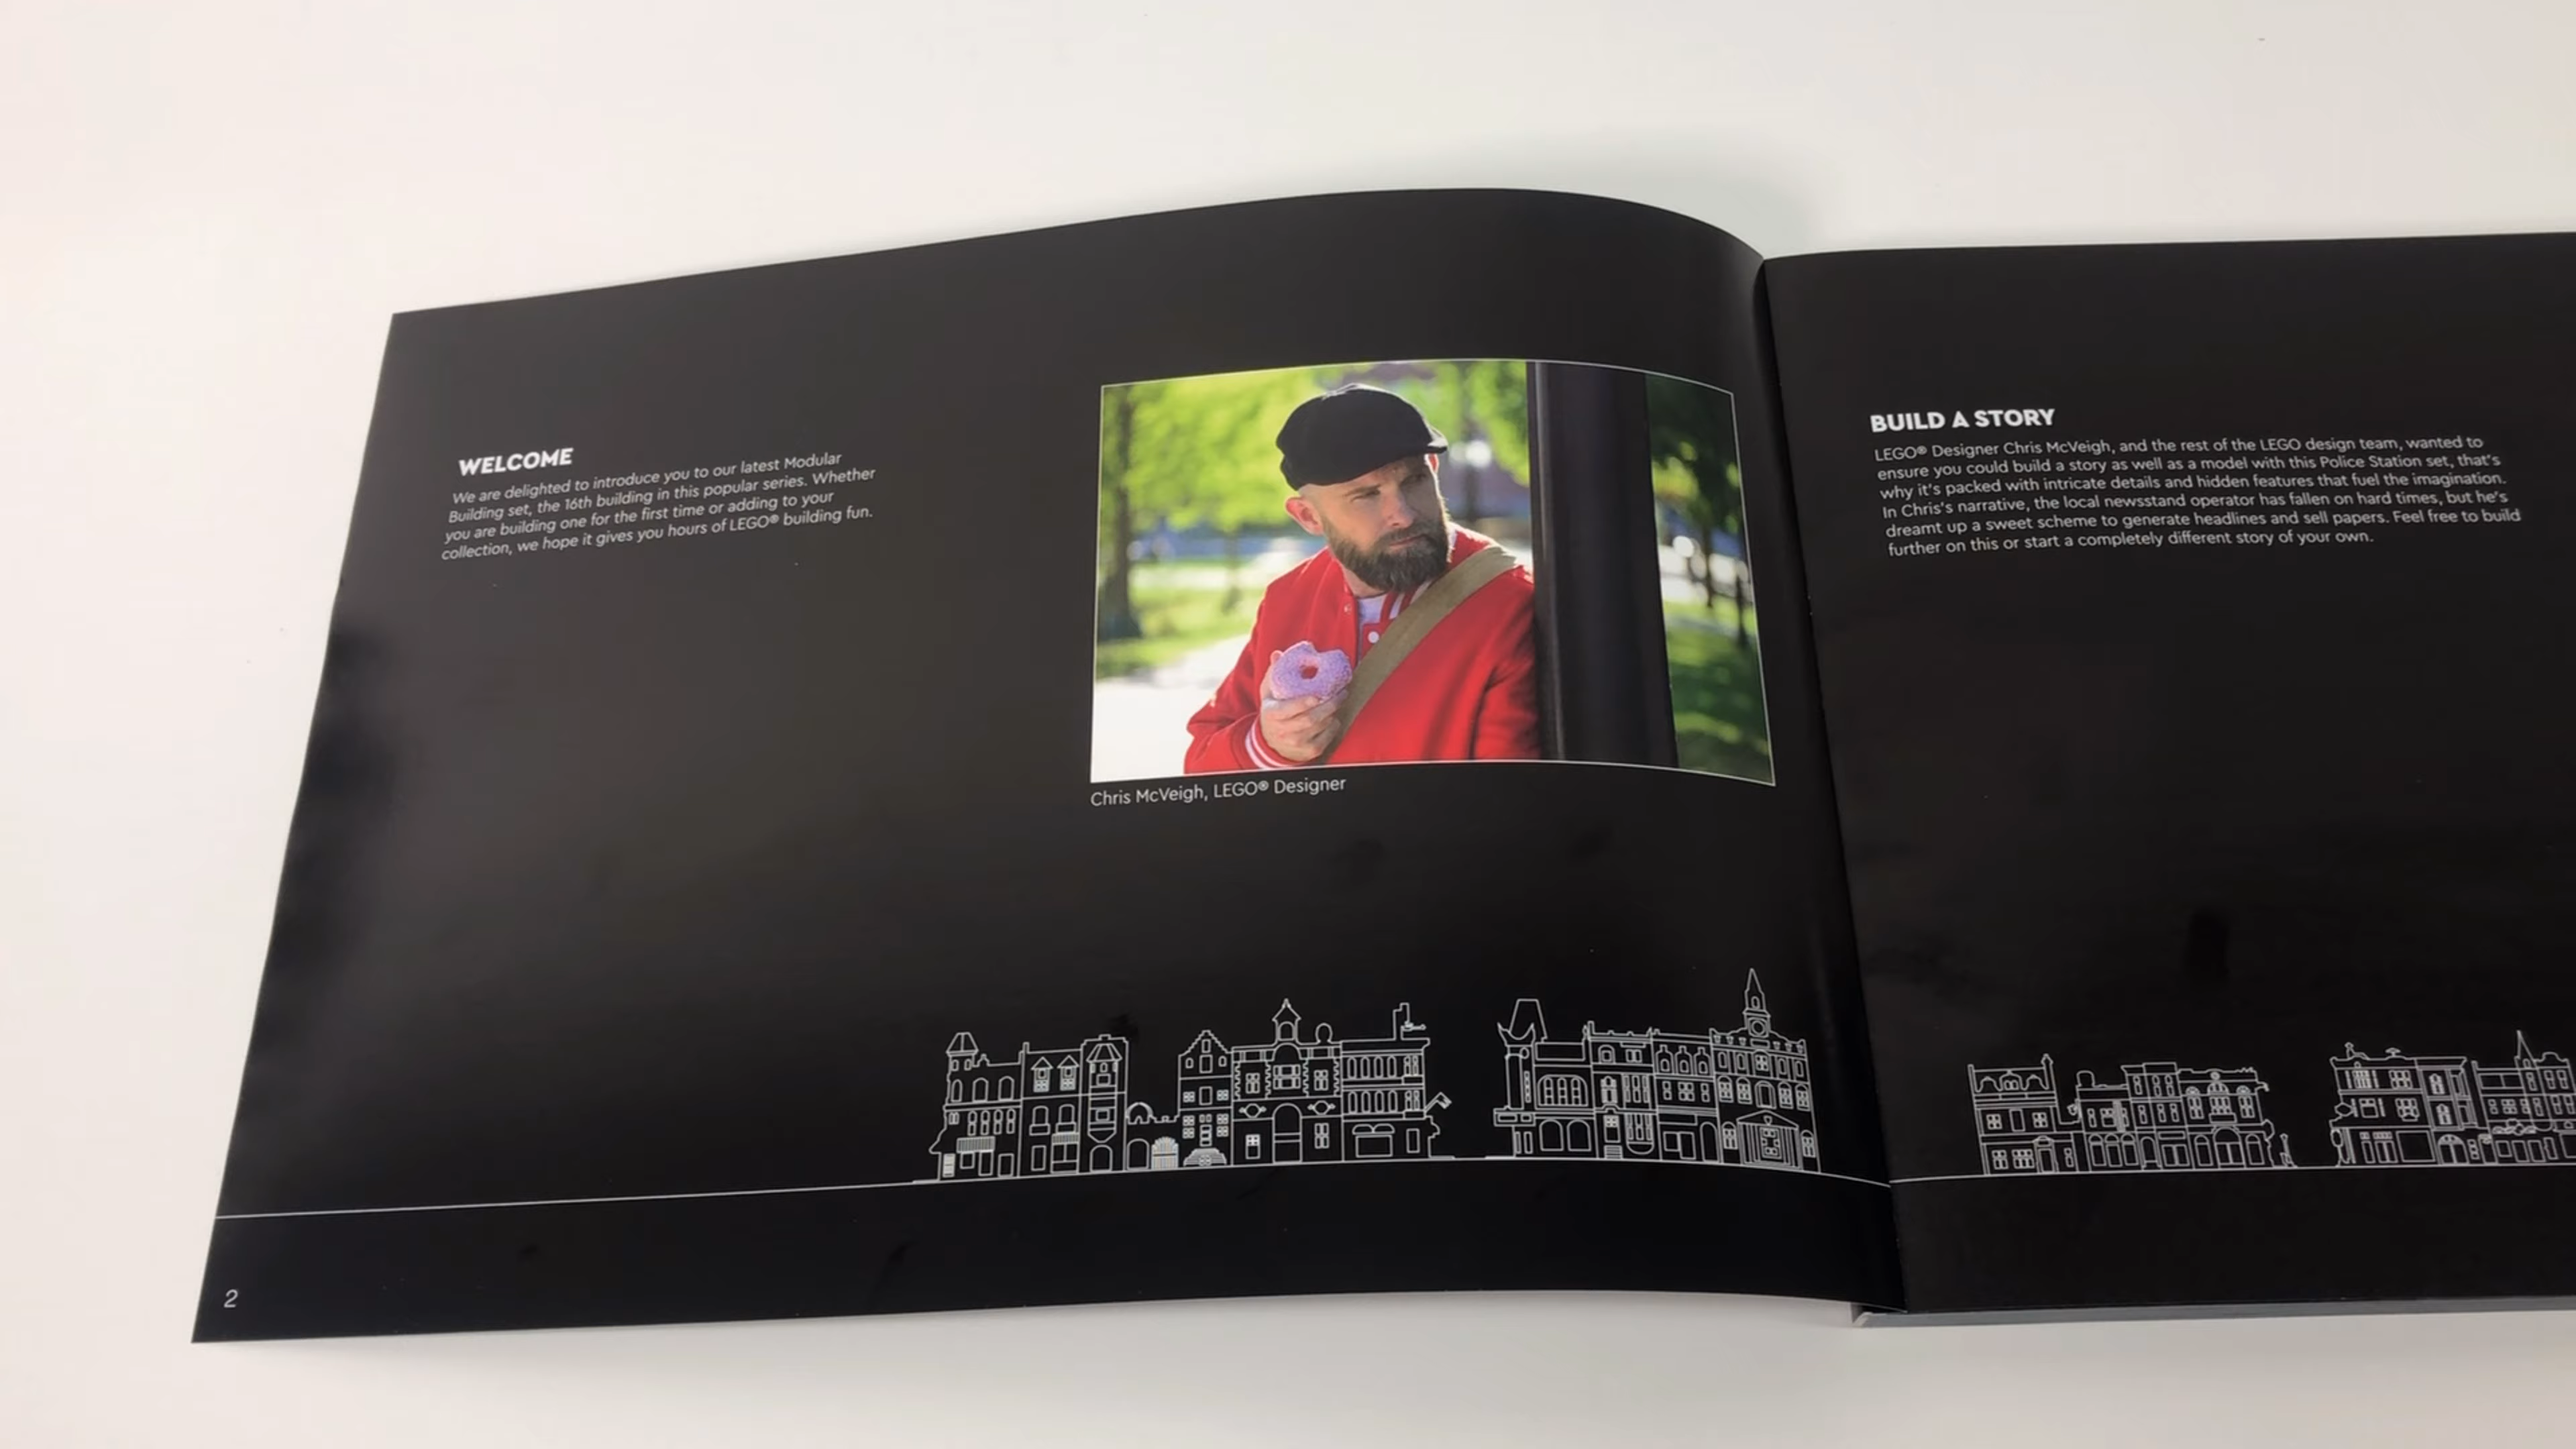 WELCOME
We are delighted to introduce you to our latest Modular
Building set, the 16th building in this popular series. Whether
you are building one for the first time or adding to your
collection, we hope it gives you hours of LEGO® building fun.
Chris McVeigh, LEGO® Designer
2
BUILD A STORY
LEGO® Designer Chris McVeigh, and the rest of the LEGO design team, wanted to
ensure you could build a story as well as a model with this Police Station set, that's
why it's packed with intricate details and hidden features that fuel the imagination.
In Chris's narrative, the local newsstand operator has fallen on hard times, but he's
dreamt up a sweet scheme to generate headlines and sell papers. Feel free to build
further on this or start a completely different story of your own.